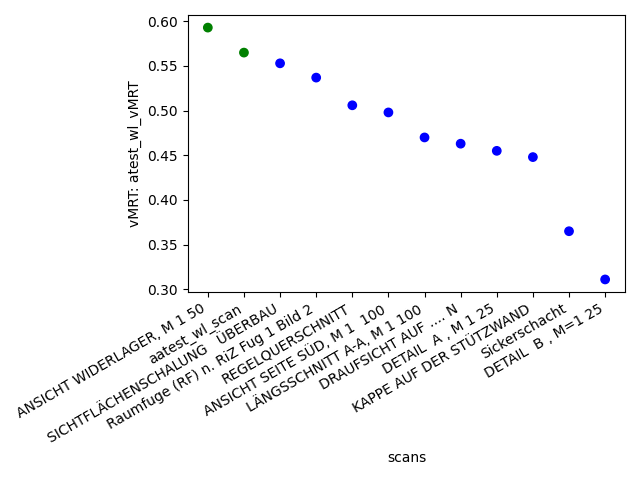 0.60
0.55
0.50
0.45
0.40
0.35
0.30
vMRT: atest_wl_vMRT
ANSICHT WIDERLAGER, M 1 50
aatest_wl_scan
SICHTFLÄCHENSCHALUNG  ÜBERBAU
Raumfuge (RF) n. RiZ Fug 1 Bild 2
REGELQUERSCHNITT
ANSICHT SEITE SÜD, M 1  100
LÄNGSSCHNITT A-A, M 1 100
DRAUFSICHT AUF .... N
DETAIL  A , M 1 25
KAPPE AUF DER STÜTZWAND
Sickerschacht
DETAIL  B , M=1 25
scans